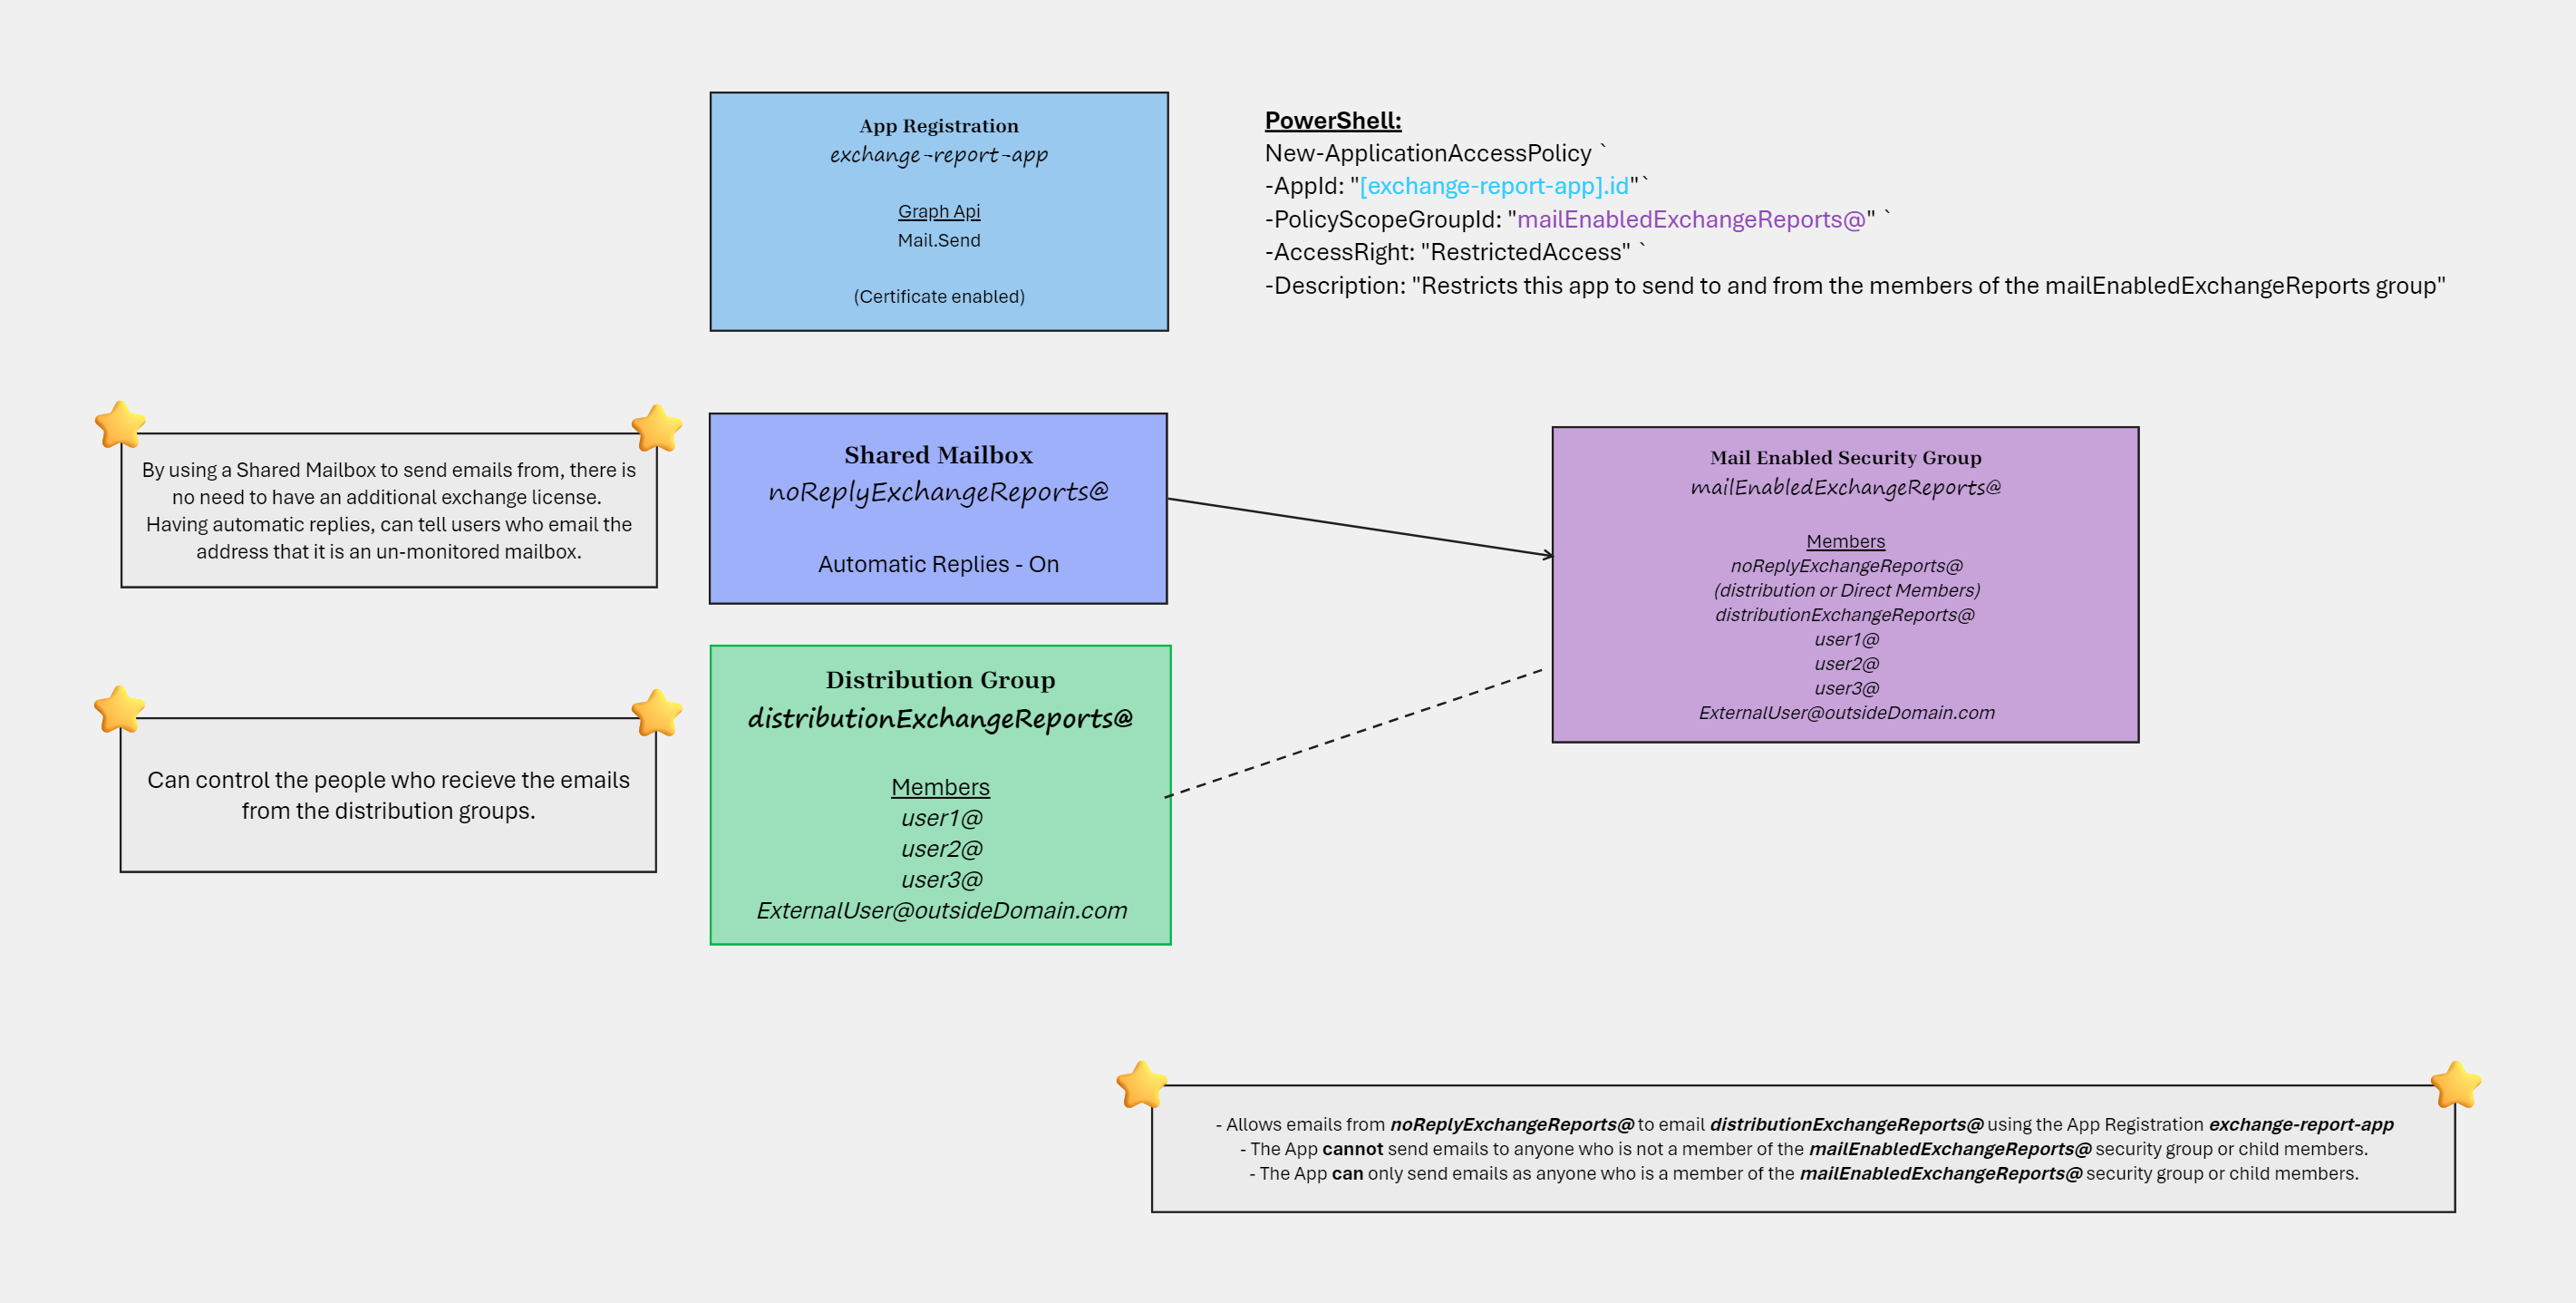 App Registration
exchange-report-app
Graph Api
Mail.Send
(Certificate enabled)
PowerShell:
New-ApplicationAccessPolicy `
-AppId: "[exchange-report-app].id"`
-PolicyScopeGroupId: "mailEnabledExchangeReports@" `
-AccessRight: "RestrictedAccess" `
-Description: "Restricts this app to send to and from the members of the mailEnabledExchangeReports group"
By using a Shared Mailbox to send emails from, there is
no need to have an additional exchange license.
Having automatic replies, can tell users who email the
address that it is an un-monitored mailbox.
Shared Mailbox
noReplyExchangeReports@
Automatic Replies - On
Mail Enabled Security Group
mailEnabledExchangeReports@
Members
noReplyExchangeReports@
(distribution or Direct Members)
distributionExchangeReports@
user1@
user2@
user3@
ExternalUser@outsideDomain.com
Can control the people who recieve the emails
from the distribution groups.
Distribution Group
distributionExchangeReports@
Members
user1@
user2@
user3@
ExternalUser@outsideDomain.com
- Allows emails from noReplyExchangeReports@ to email distributionExchangeReports@ using the App Registration exchange-report-app
- The App cannot send emails to anyone who is not a member of the mailEnabledExchangeReports@ security group or child members.
- The App can only send emails as anyone who is a member of the mailEnabledExchangeReports@ security group or child members.